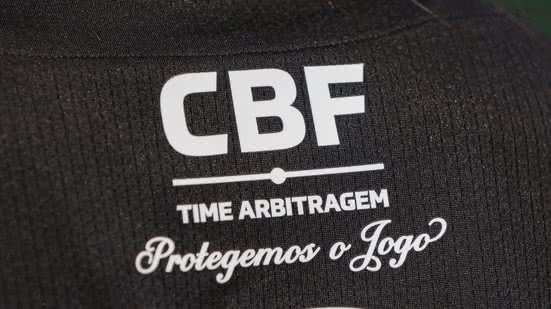 CBF
TIME ARBITRAGEM
Protegemos o Jogo